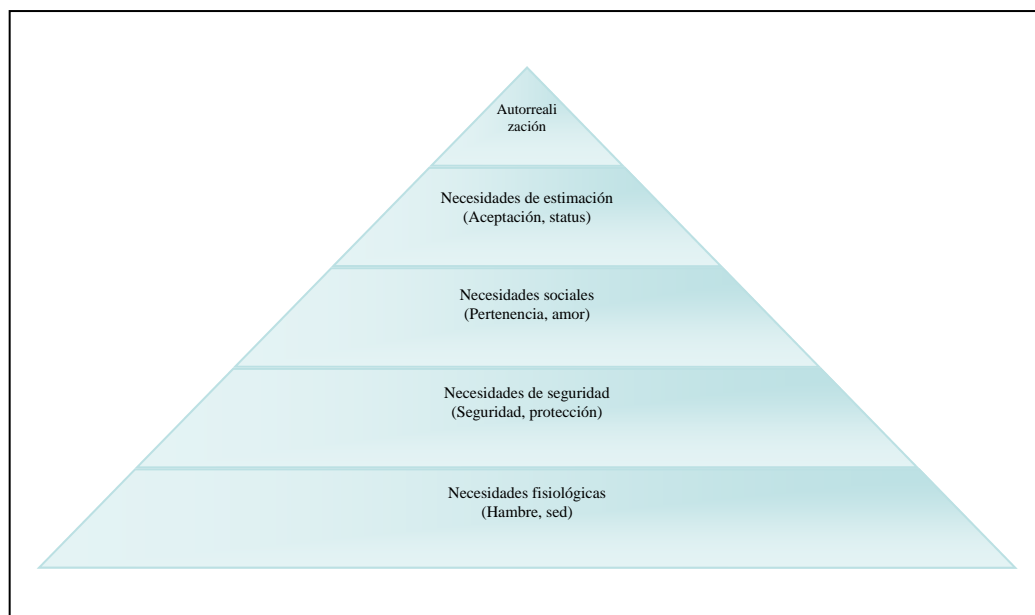 Autorreali
zación
Necesidades de estimación
(Aceptación, status)
Necesidades sociales
(Pertenencia, amor)
Necesidades de seguridad
(Seguridad, protección)
Necesidades fisiológicas
(Hambre, sed)